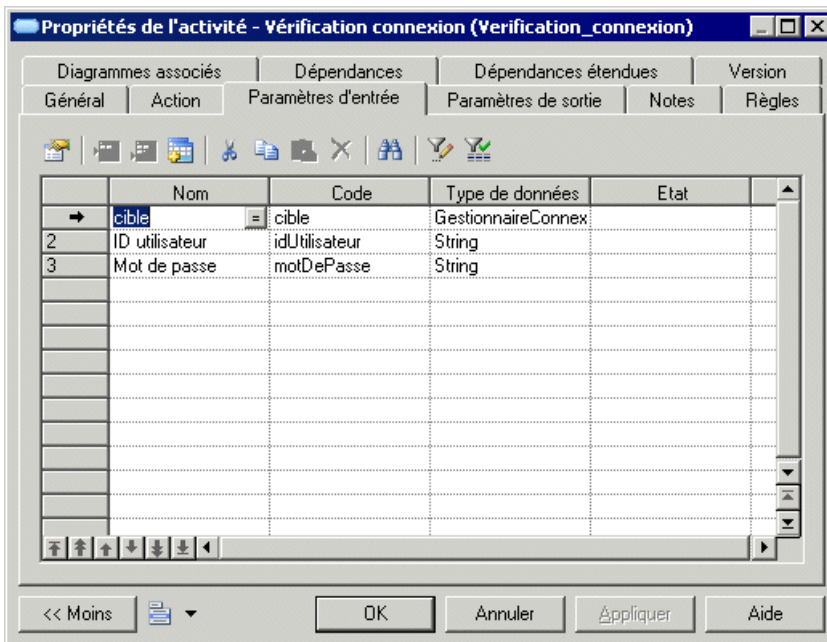 Propriétés de l'activité - Vérification connexion (Verification_connexion)
Diagrammes associés Dépendances Dépendances étendues Version
Général Action Paramètres d'entrée Paramètres de sortie Notes Règles
Nom Code Type de données Etat
cible = cible GestionnaireConnex
2 ID utilisateur idUtilisateur String
3 Mot de passe motDePasse String
<< Moins OK Annuler Appliquer Aide